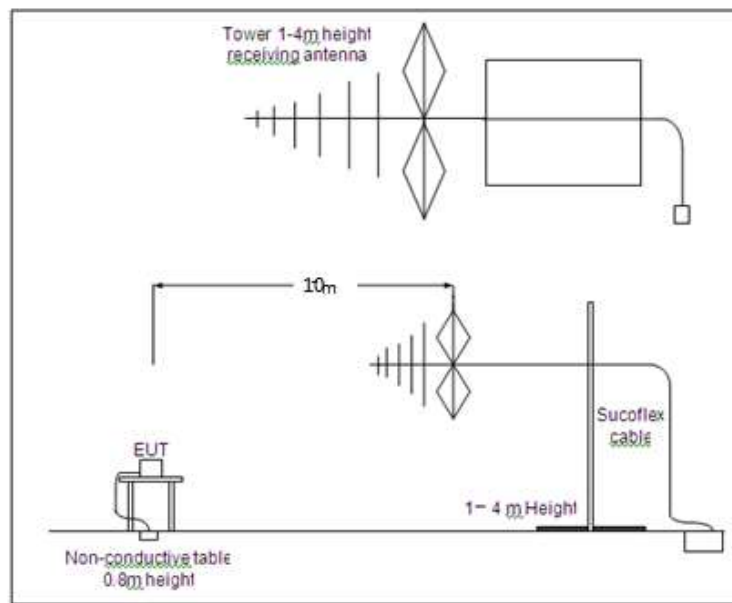 Tower 1-4m height
receiving antenna
10m
Sucoflex
cable
EUT
1– 4 m Height
Non-conductive table
0.8m height